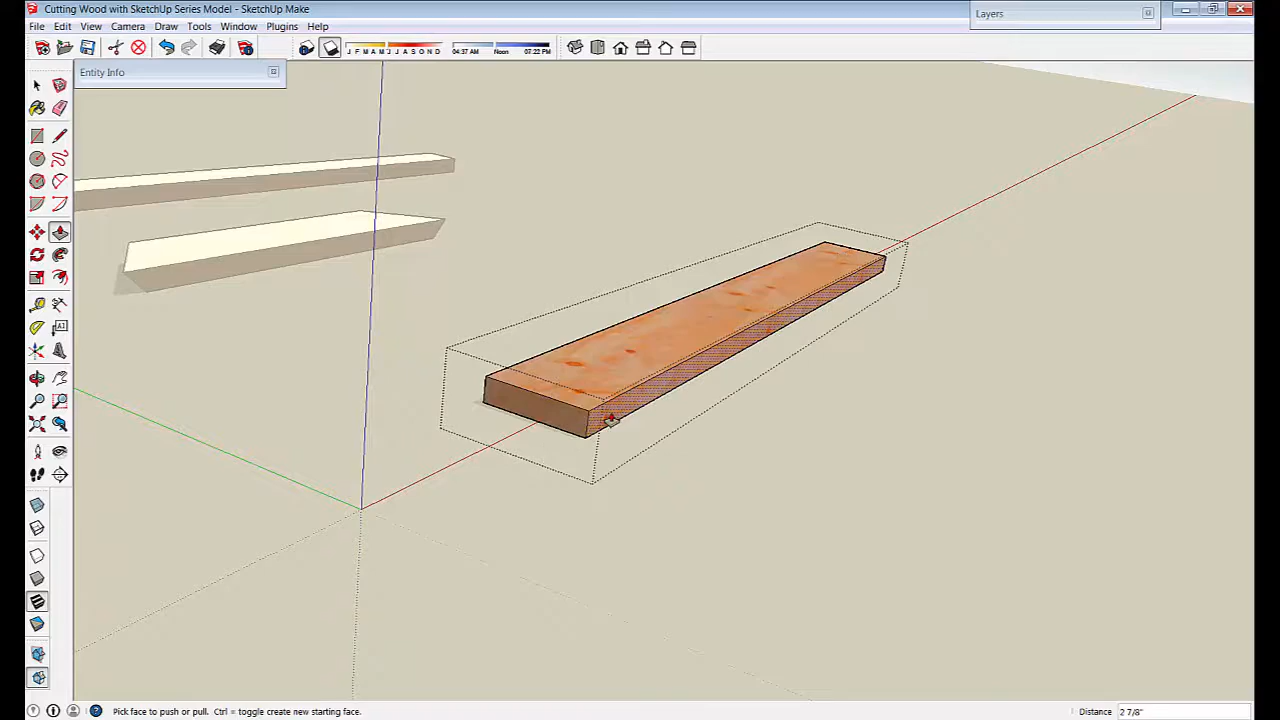 Cutting Wood with SketchUp Series Model - SketchUp Make
Layers
File Edit View Camera Draw Tools Window Plugins Help
J F M A M J J A S O N D
04:37 AM Noon 07:22 PM
Entity Info
Pick face to push or pull. Ctrl = toggle create new starting face.
Distance 2 7/8"